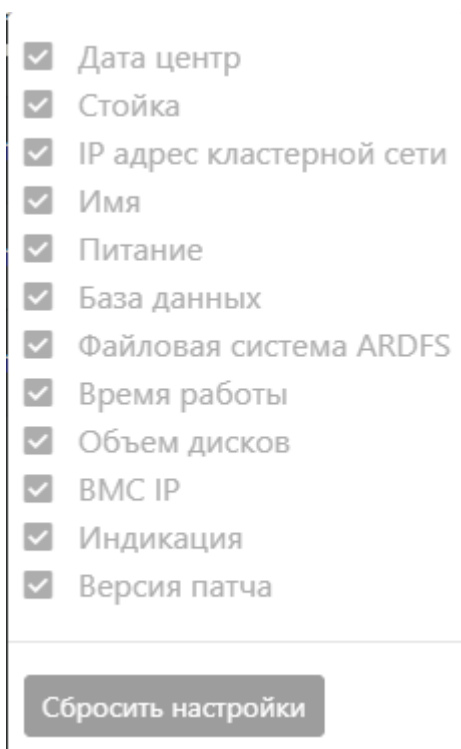 Дата центр
Стойка
IP адрес кластерной сети
Имя
Питание
База данных
Файловая система ARDFS
Время работы
Объем дисков
BMC IP
Индикация
Версия патча
Сбросить настройки